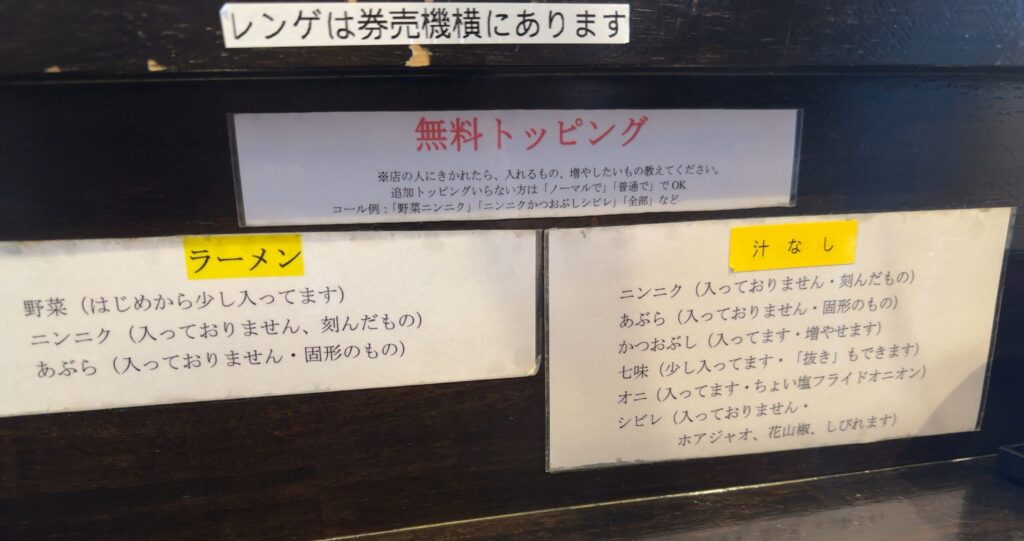 レンゲは券売機横にあります
無料トッピング
※店の人にきかれたら、入れるもの、増やしたいもの教えてください。
追加トッピングいらない方は「ノーマルで」「普通で」でOK
コール例：「野菜ニンニク」「ニンニクかつおぶしシビレ」「全部」など
ラーメン
野菜（はじめから少し入ってます）
ニンニク（入っておりません、刻んだもの）
あぶら（入っておりません・固形のもの）
汁なし
ニンニク（入っておりません・刻んだもの）
あぶら（入っておりません・固形のもの）
かつおぶし（入ってます・増やせます）
七味（少し入ってます・「抜き」もできます）
オニ（入ってます・ちょい塩フライドオニオン）
シビレ（入っておりません・
ホアジャオ、花山椒、しびれます）